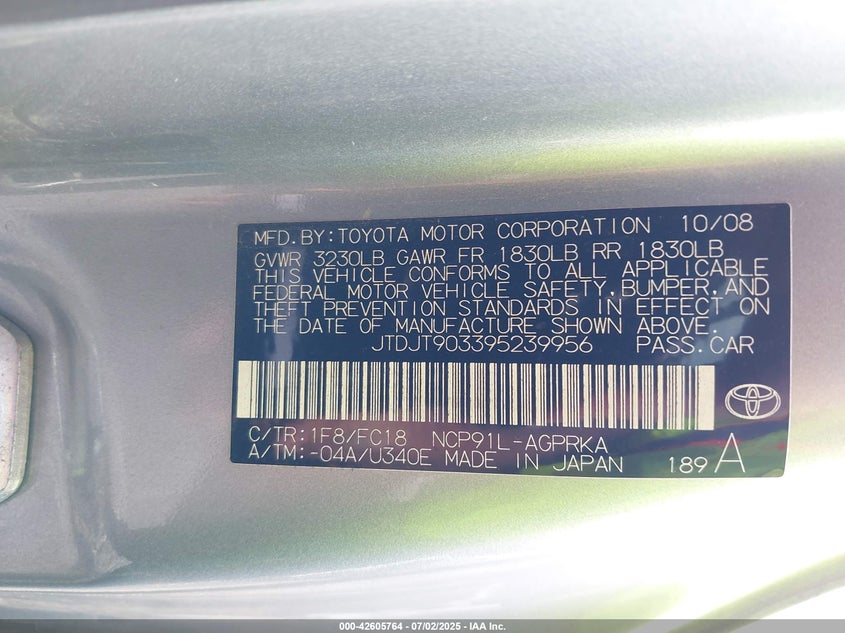 MFD.BY:TOYOTA MOTOR CORPORATION 10/08
GVWR 3230LB GAWR FR 1830LB RR 1830LB
THIS VEHICLE CONFORMS TO ALL APPLICABLE
FEDERAL MOTOR VEHICLE SAFETY,BUMPER,AND
THEFT PREVENTION STANDARDS IN EFFECT ON
THE DATE OF MANUFACTURE SHOWN ABOVE.
JTDJT903395239956 PASS.CAR
C/TR:1F8/FC18 NCP91L-AGPRKA
A/TM:-04A/U340E MADE IN JAPAN 189A
000-42605764 / 07/02/2025 - IAA Inc.